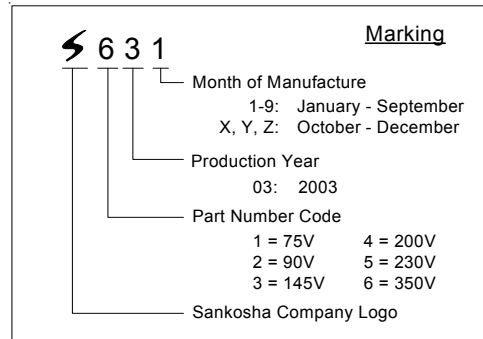 Marking
6 3 1
Month of Manufacture
1-9: January - September
X, Y, Z: October - December
Production Year
03: 2003
Part Number Code
1 = 75V 4 = 200V
2 = 90V 5 = 230V
3 = 145V 6 = 350V
Sankosha Company Logo